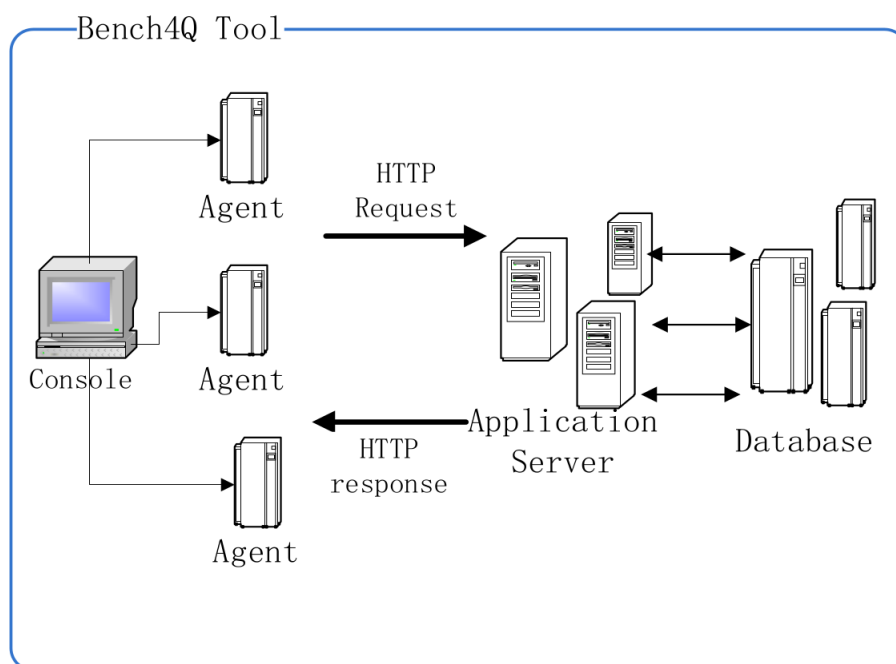 Bench4Q Tool
Agent
HTTP
Request
Agent
Console
Application
Server
Database
HTTP
response
Agent